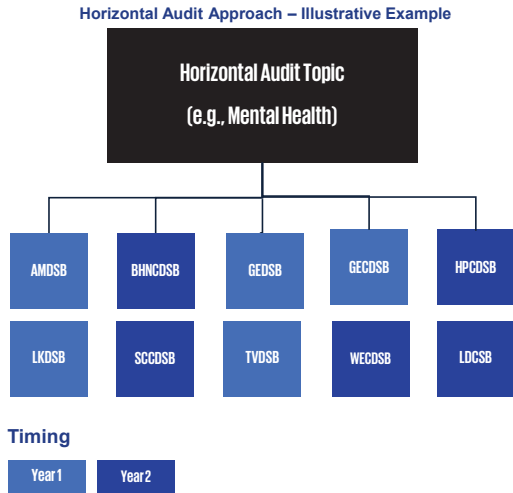 Horizontal Audit Approach – Illustrative Example
Horizontal Audit Topic
(e.g., Mental Health)
AMDSB
BHNCDSB
GEDSB
GECDSB
HPCDSB
LKDSB
SCCDSB
TVDSB
WECDSB
LDCSB
Timing
Year 1
Year 2